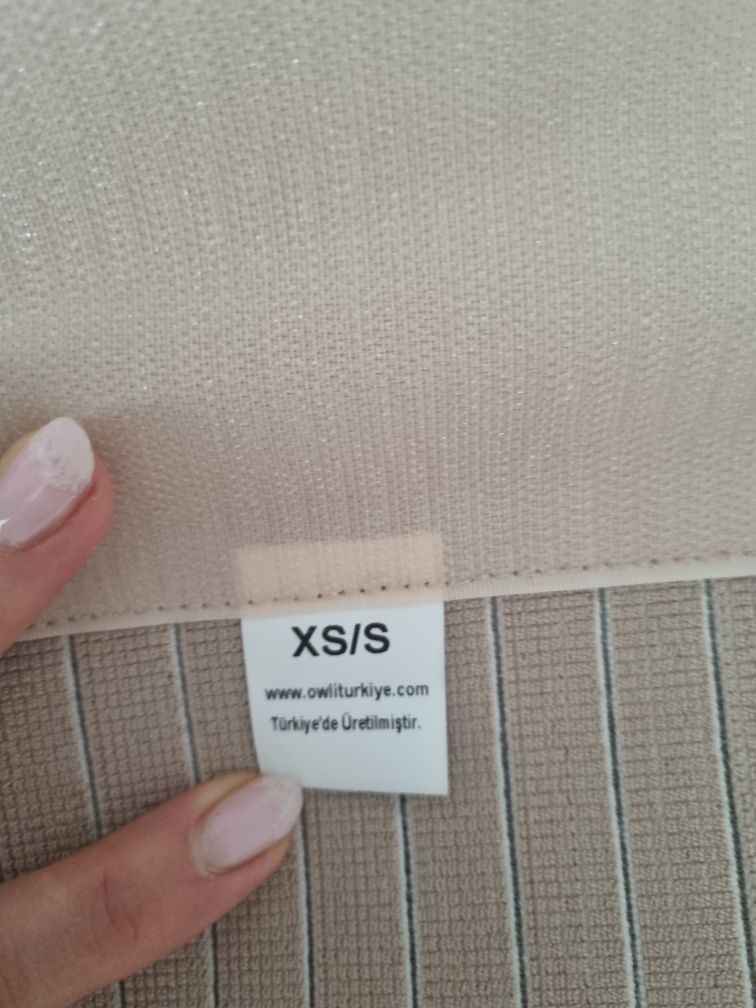 XS/S
www.owliturkiye.com
Türkiye'de Üretilmiştir.